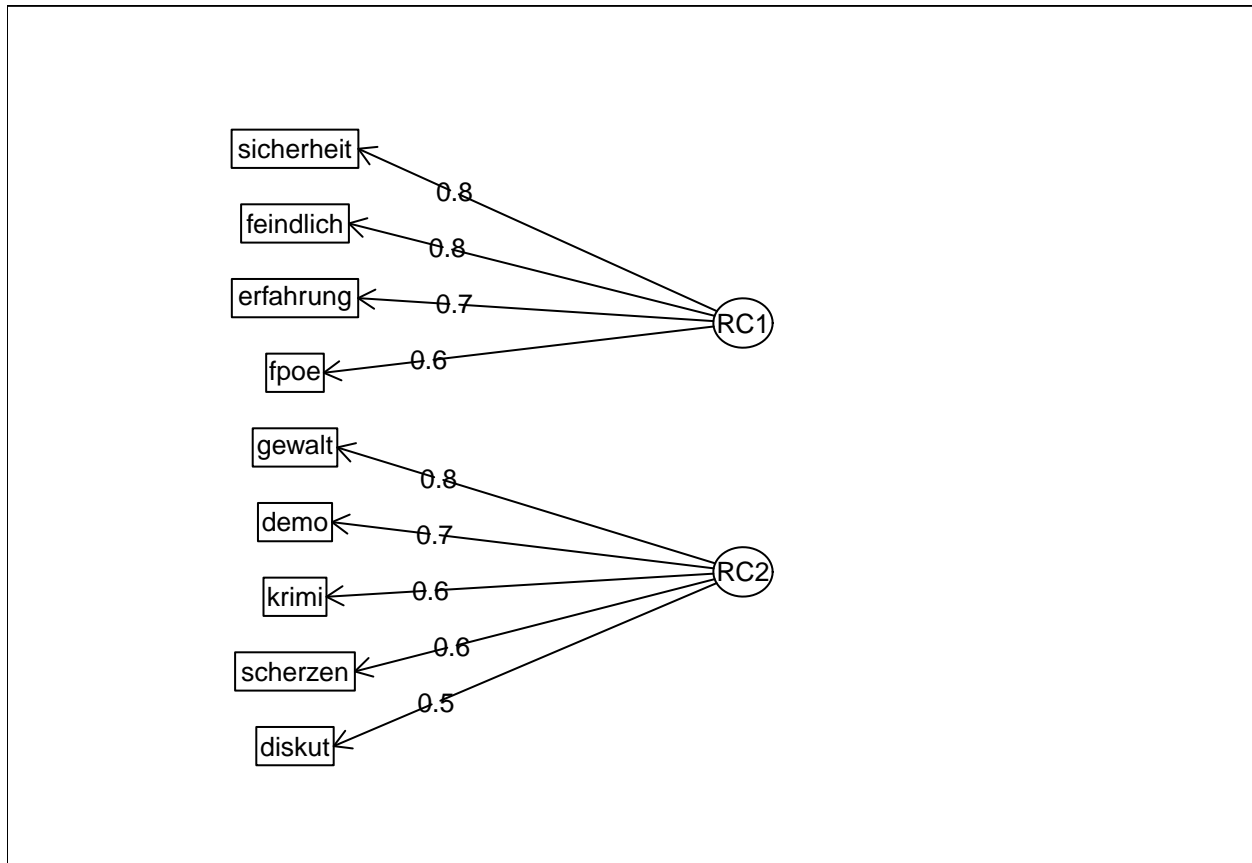 sicherheit
0.8
feindlich
0.8
erfahrung
0.7
RC1
fpoe
0.6
gewalt
0.8
demo
0.7
RC2
krimi
0.6
scherzen
0.6
diskut
0.5